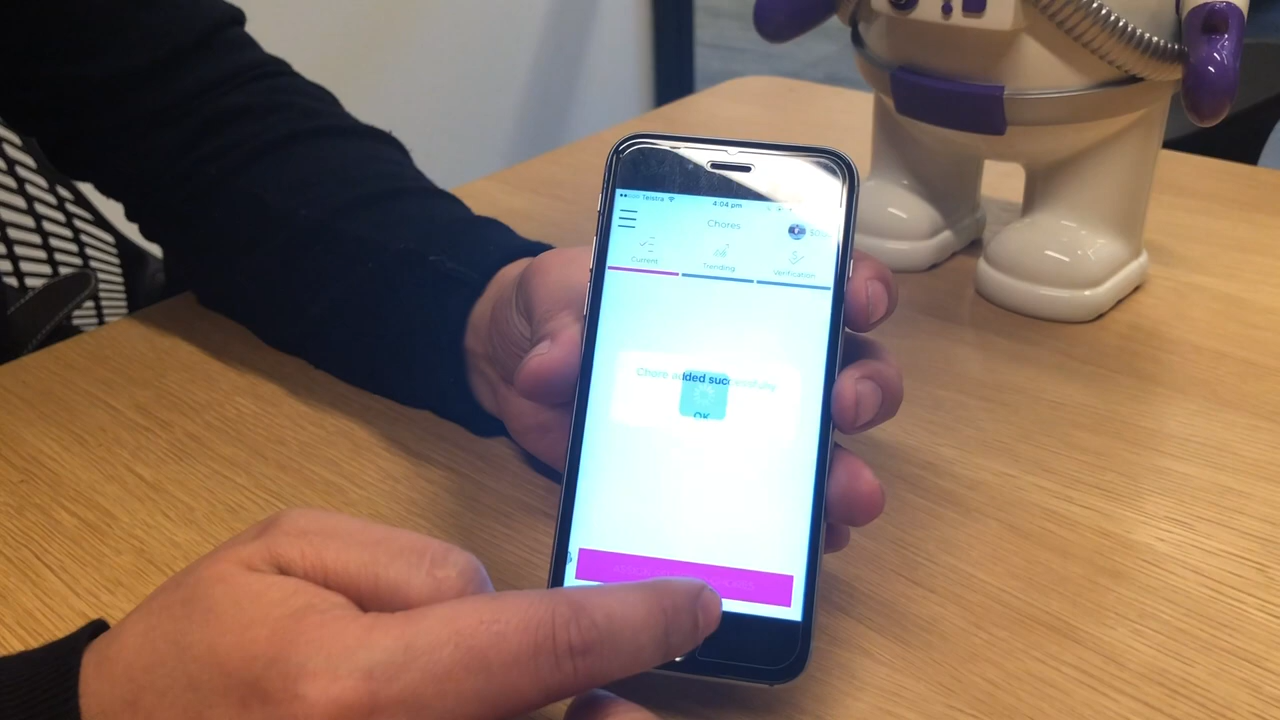 Telstra 4:04 pm
Chores
Current Trending Verification
Chore added successfully
OK